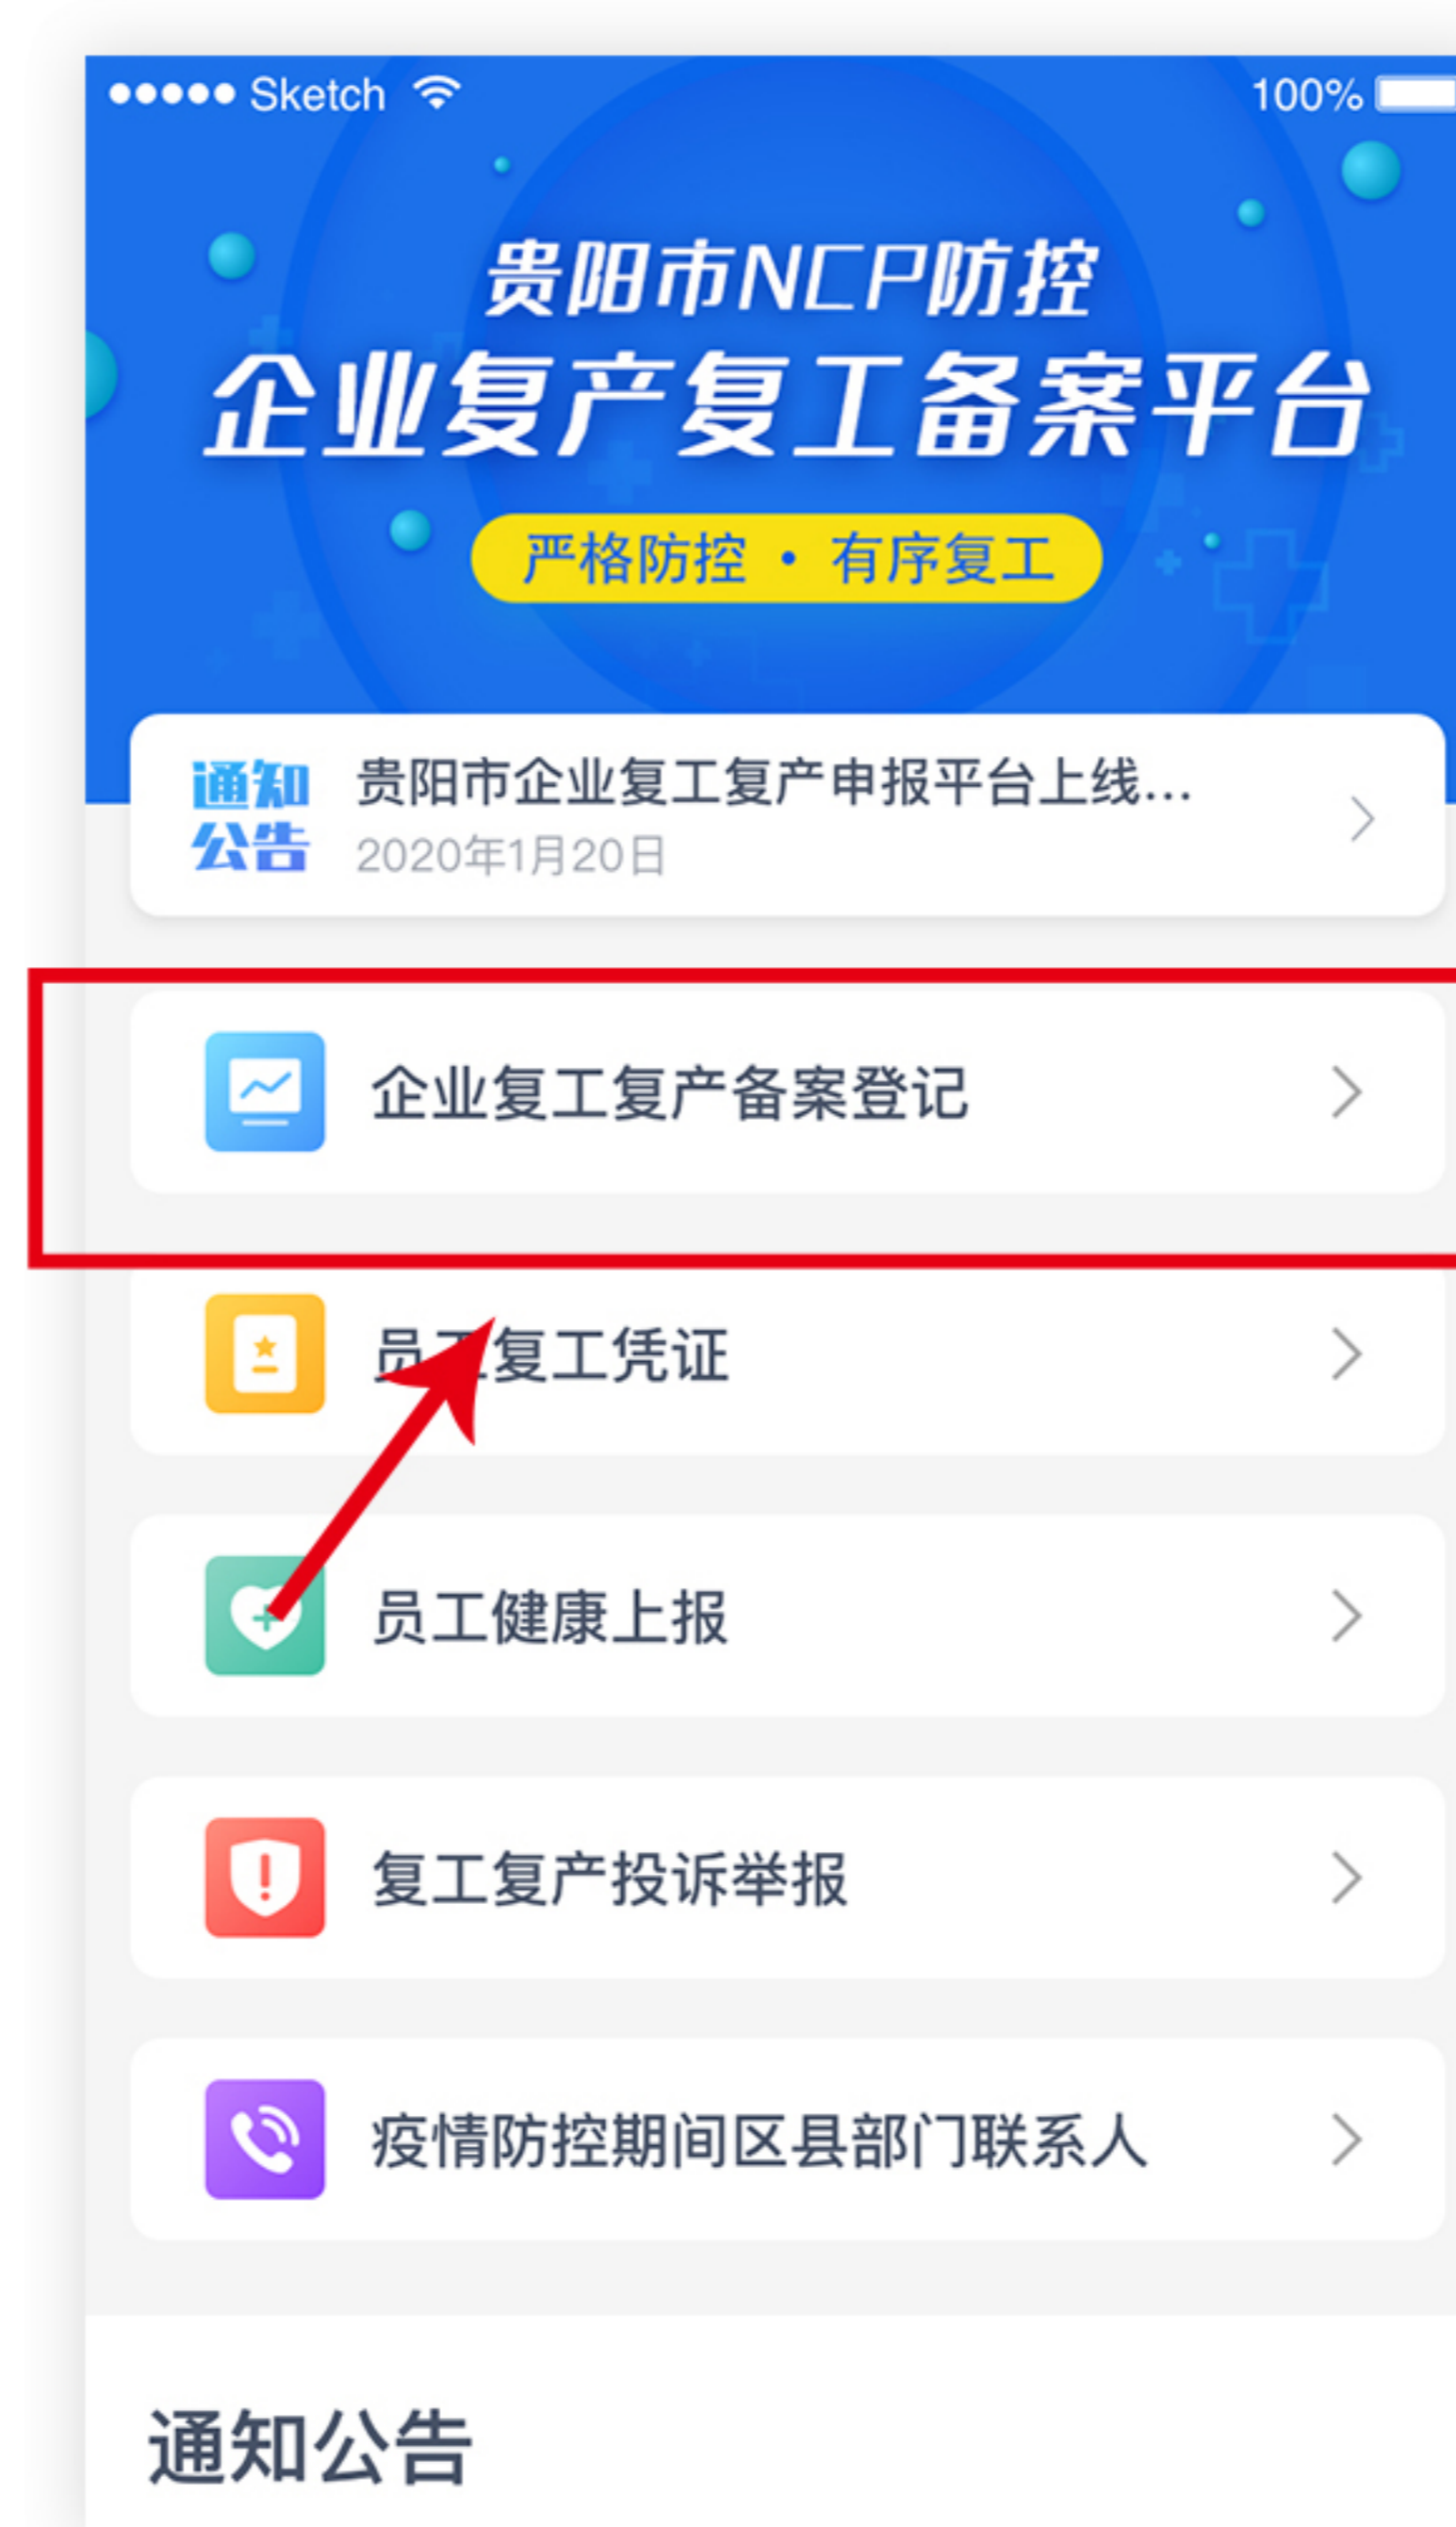 Sketch 100%
贵阳市NCP防控
企业复产复工备案平台
严格防控 · 有序复工
通知公告
贵阳市企业复工复产申报平台上线...
2020年1月20日
企业复工复产备案登记
员工复工凭证
员工健康上报
复工复产投诉举报
疫情防控期间区县部门联系人
通知公告